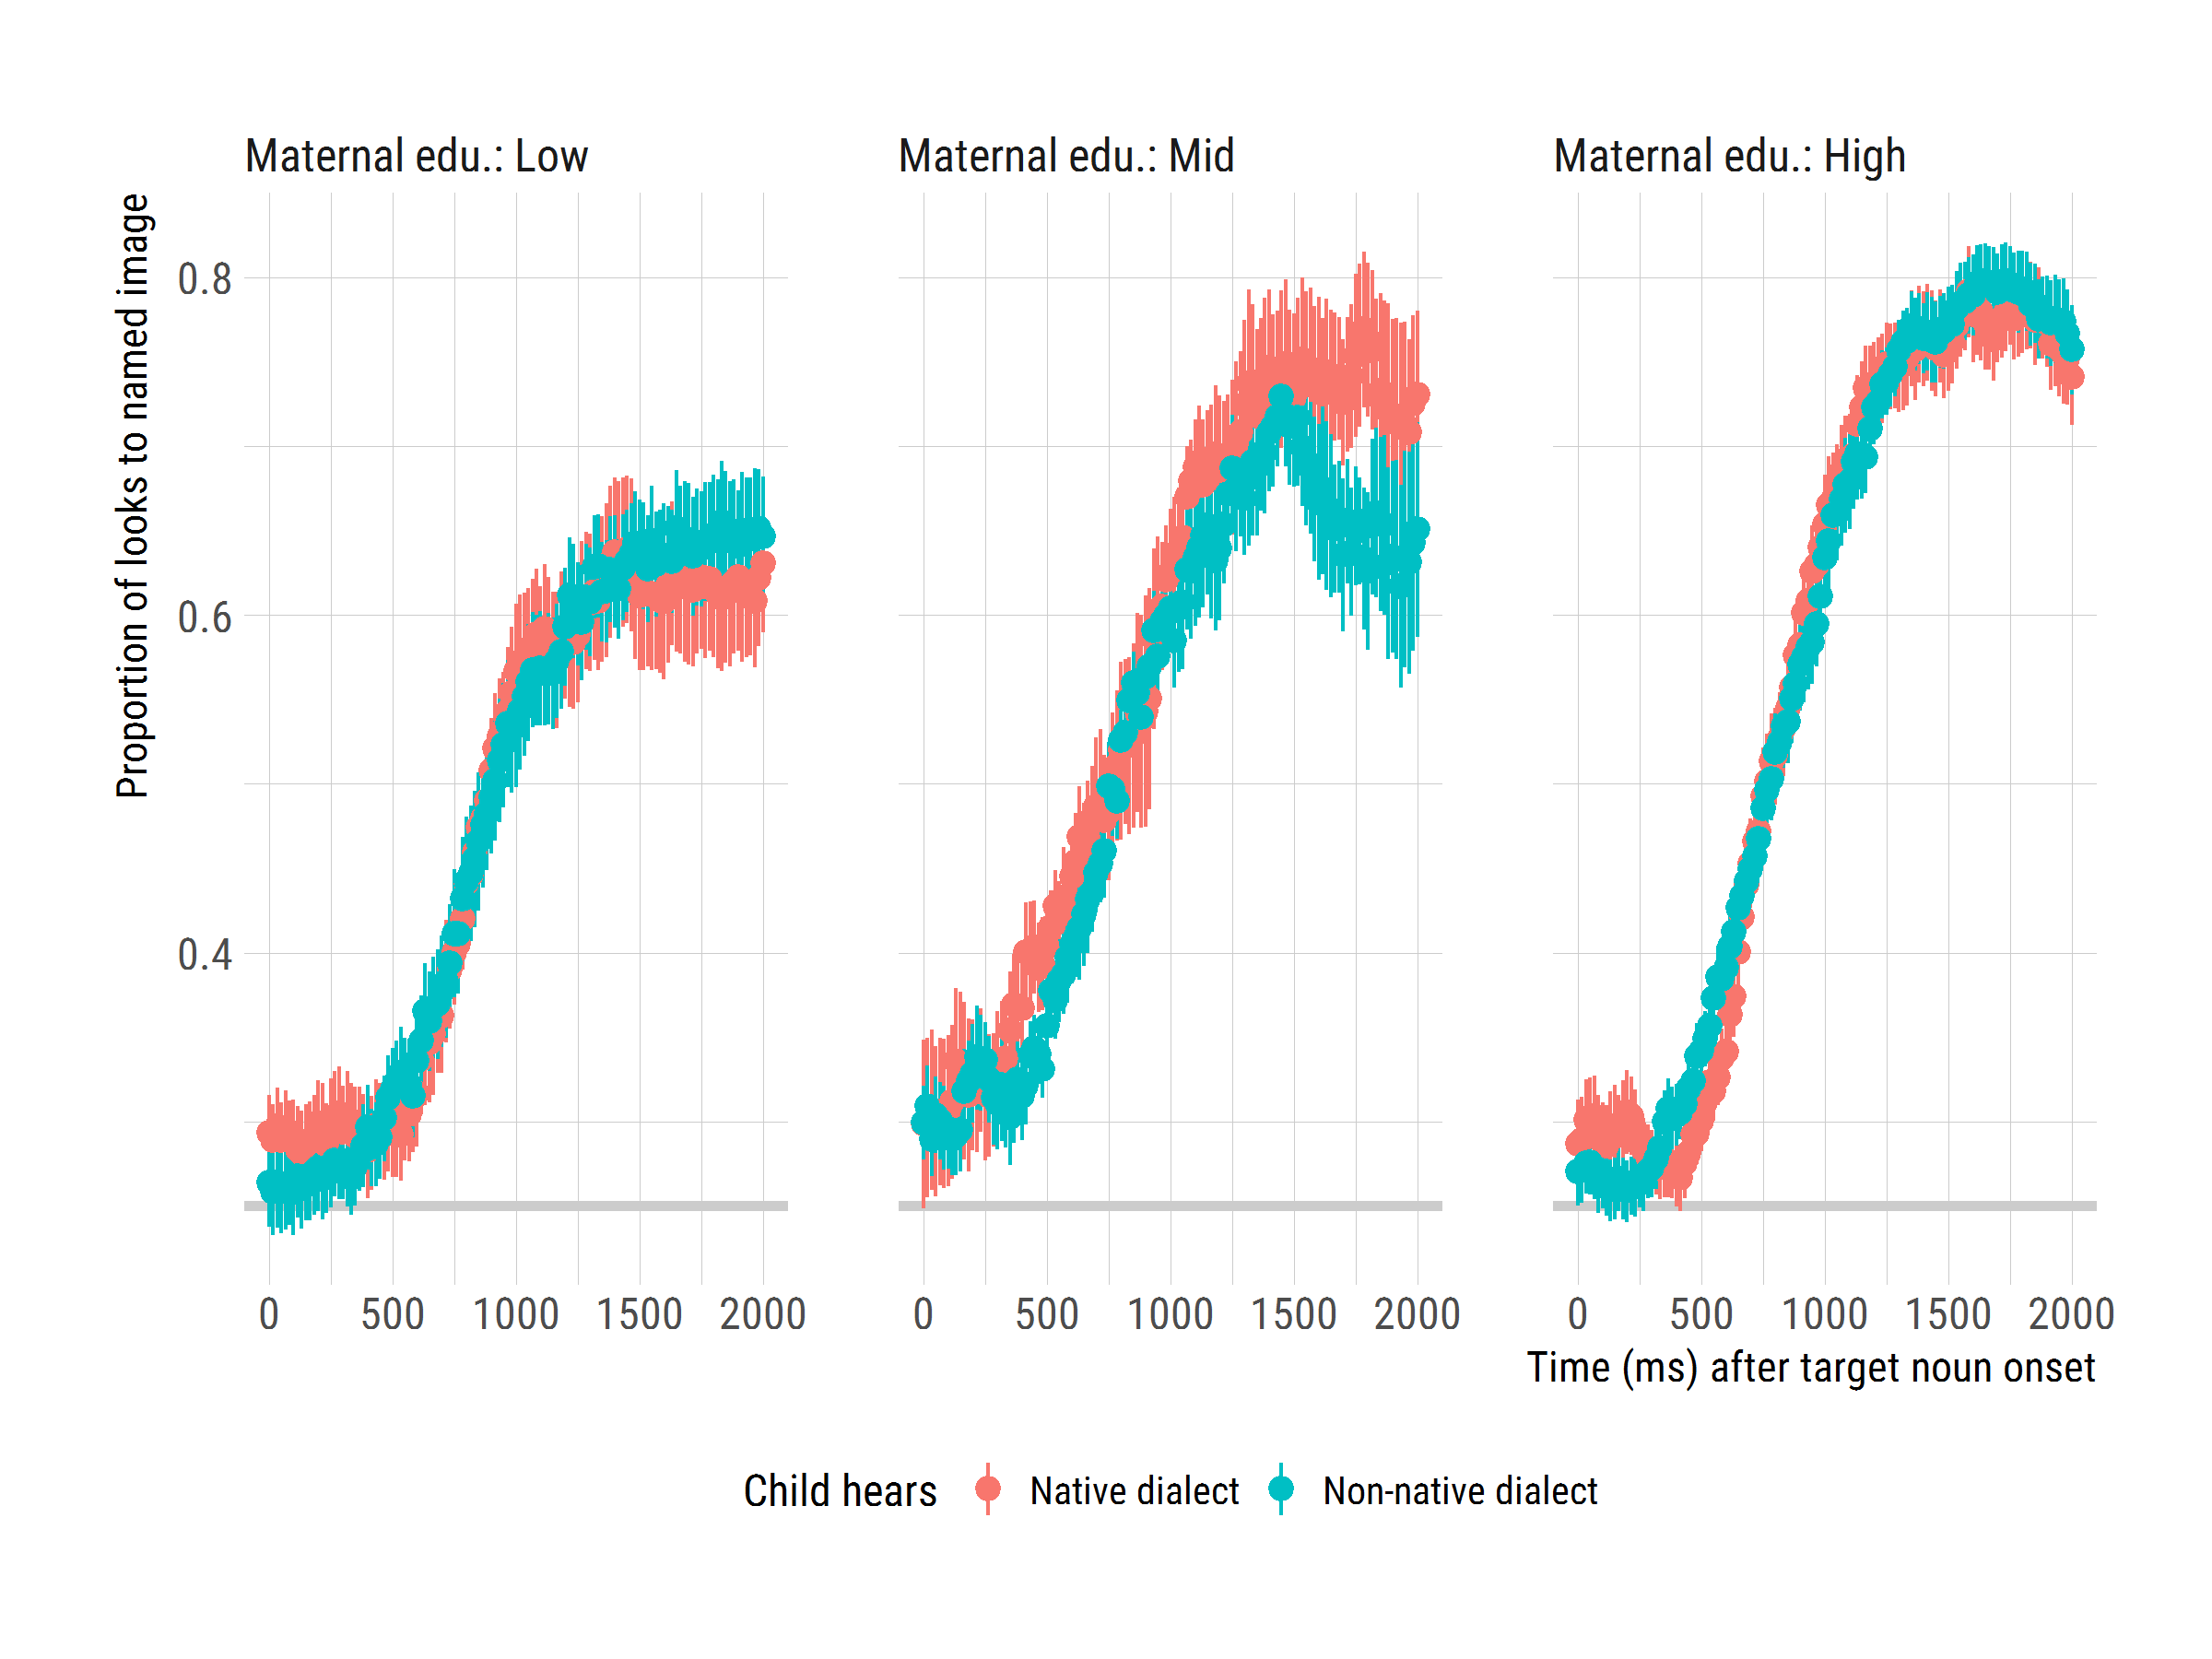 Maternal edu.: Low
Maternal edu.: Mid
Maternal edu.: High
Proportion of looks to named image
0.8
0.6
0.4
0 500 1000 1500 2000
0 500 1000 1500 2000
0 500 1000 1500 2000
Time (ms) after target noun onset
Child hears Native dialect Non-native dialect